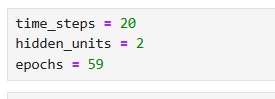 time_steps = 20
hidden_units = 2
epochs = 59